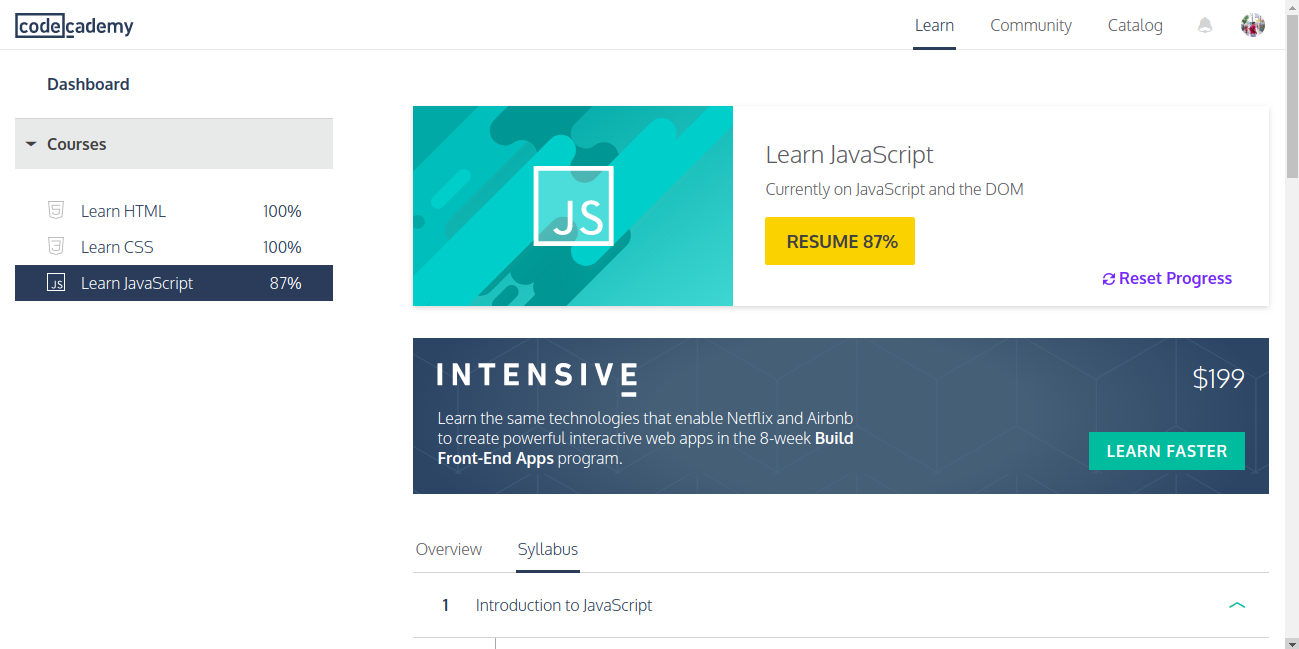 codecademy
Learn
Community
Catalog
Dashboard
Courses
5 Learn HTML 100%
3 Learn CSS 100%
JS Learn JavaScript 87%
JS
Learn JavaScript
Currently on JavaScript and the DOM
RESUME 87%
Reset Progress
INTENSIVE
$199
Learn the same technologies that enable Netflix and Airbnb
to create powerful interactive web apps in the 8-week Build
Front-End Apps program.
LEARN FASTER
Overview
Syllabus
1 Introduction to JavaScript